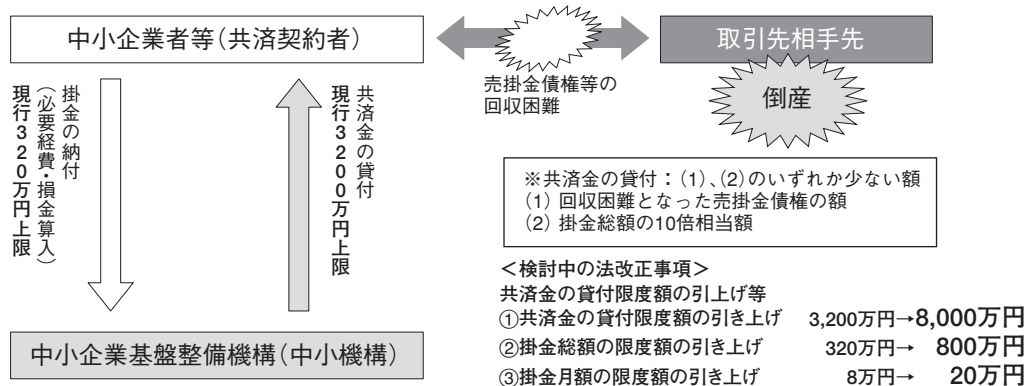 中小企業者等(共済契約者)
取引先相手先
売掛金債権等の
回収困難
倒産
掛金の納付
(必要経費・損金算入)
現行320万円上限
共済金の貸付
現行3200万円上限
※共済金の貸付：(1)、(2)のいずれか少ない額
(1) 回収困難となった売掛金債権の額
(2) 掛金総額の10倍相当額
＜検討中の法改正事項＞
共済金の貸付限度額の引上げ等
①共済金の貸付限度額の引き上げ 3,200万円→8,000万円
②掛金総額の限度額の引き上げ 320万円→ 800万円
③掛金月額の限度額の引き上げ 8万円→ 20万円
中小企業基盤整備機構(中小機構)